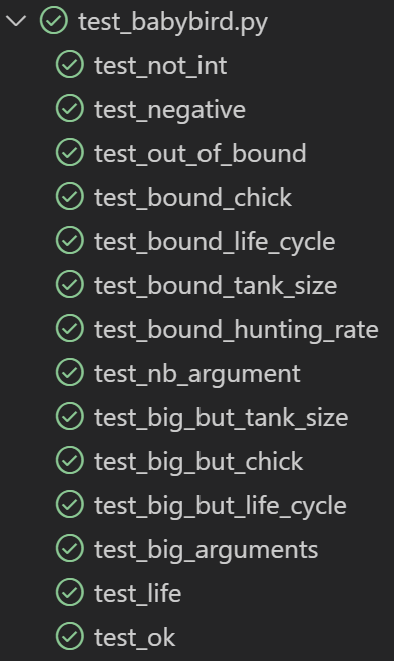 test_babybird.py
test_not_int
test_negative
test_out_of_bound
test_bound_chick
test_bound_life_cycle
test_bound_tank_size
test_bound_hunting_rate
test_nb_argument
test_big_but_tank_size
test_big_but_chick
test_big_but_life_cycle
test_big_arguments
test_life
test_ok